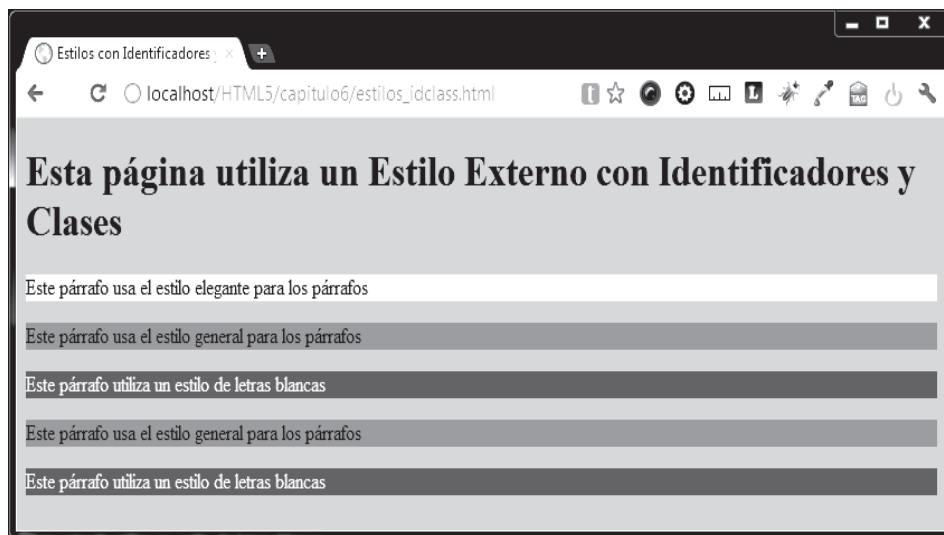 Estilos con Identificadores y
localhost/HTML5/capitulo6/estilos_idclass.html
L
TAG
Esta página utiliza un Estilo Externo con Identificadores y
Clases
Este párrafo usa el estilo elegante para los párrafos
Este párrafo usa el estilo general para los párrafos
Este párrafo utiliza un estilo de letras blancas
Este párrafo usa el estilo general para los párrafos
Este párrafo utiliza un estilo de letras blancas